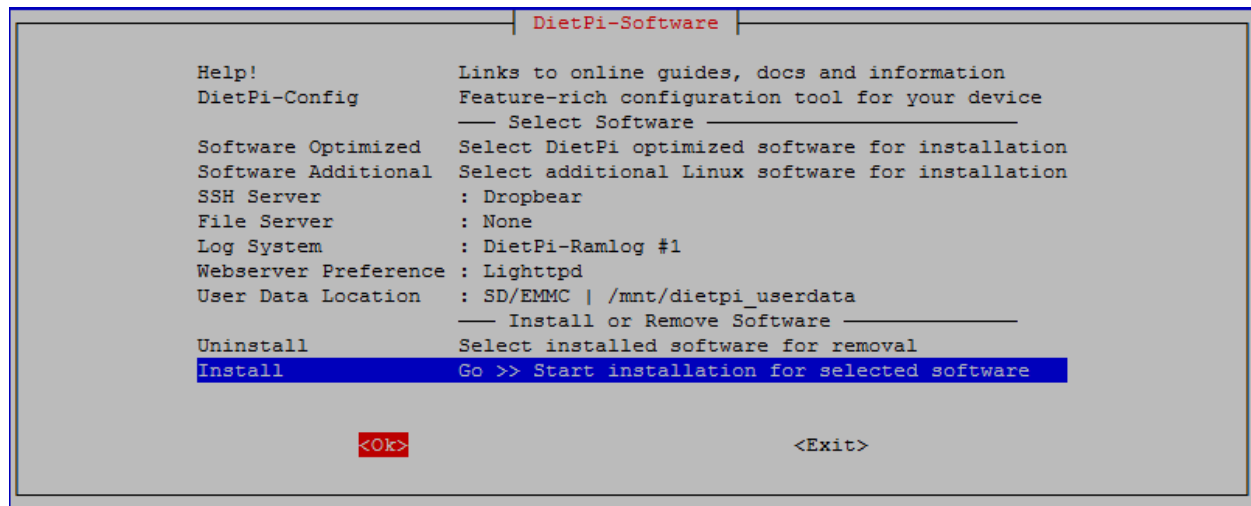 DietPi-Software
Help! Links to online guides, docs and information
DietPi-Config Feature-rich configuration tool for your device
Select Software
Software Optimized Select DietPi optimized software for installation
Software Additional Select additional Linux software for installation
SSH Server : Dropbear
File Server : None
Log System : DietPi-Ramlog #1
Webserver Preference : Lighttpd
User Data Location : SD/EMMC | /mnt/dietpi_userdata
Install or Remove Software
Uninstall Select installed software for removal
Install Go >> Start installation for selected software
<Ok> <Exit>